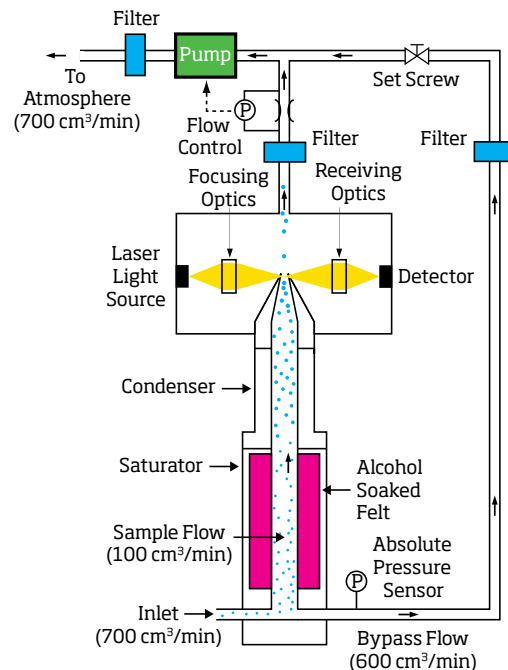 Filter
Pump
To
Atmosphere
(700 cm³/min)
Set Screw
P
Flow
Control
Filter
Filter
Focusing
Optics
Receiving
Optics
Laser
Light
Source
Detector
Condenser
Saturator
Alcohol
Soaked
Felt
Sample Flow
(100 cm³/min)
Absolute
Pressure
Sensor
P
Inlet
(700 cm³/min)
Bypass Flow
(600 cm³/min)